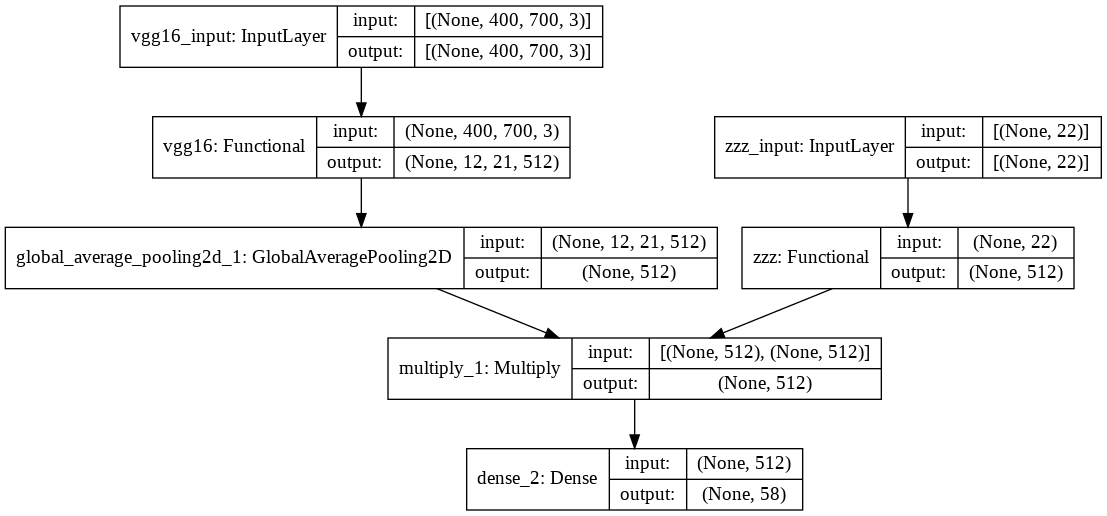 vgg16_input: InputLayer
input:
[(None, 400, 700, 3)]
output:
[(None, 400, 700, 3)]
vgg16: Functional
input:
(None, 400, 700, 3)
output:
(None, 12, 21, 512)
zzz_input: InputLayer
input:
[(None, 22)]
output:
[(None, 22)]
global_average_pooling2d_1: GlobalAveragePooling2D
input:
(None, 12, 21, 512)
output:
(None, 512)
zzz: Functional
input:
(None, 22)
output:
(None, 512)
multiply_1: Multiply
input:
[(None, 512), (None, 512)]
output:
(None, 512)
dense_2: Dense
input:
(None, 512)
output:
(None, 58)